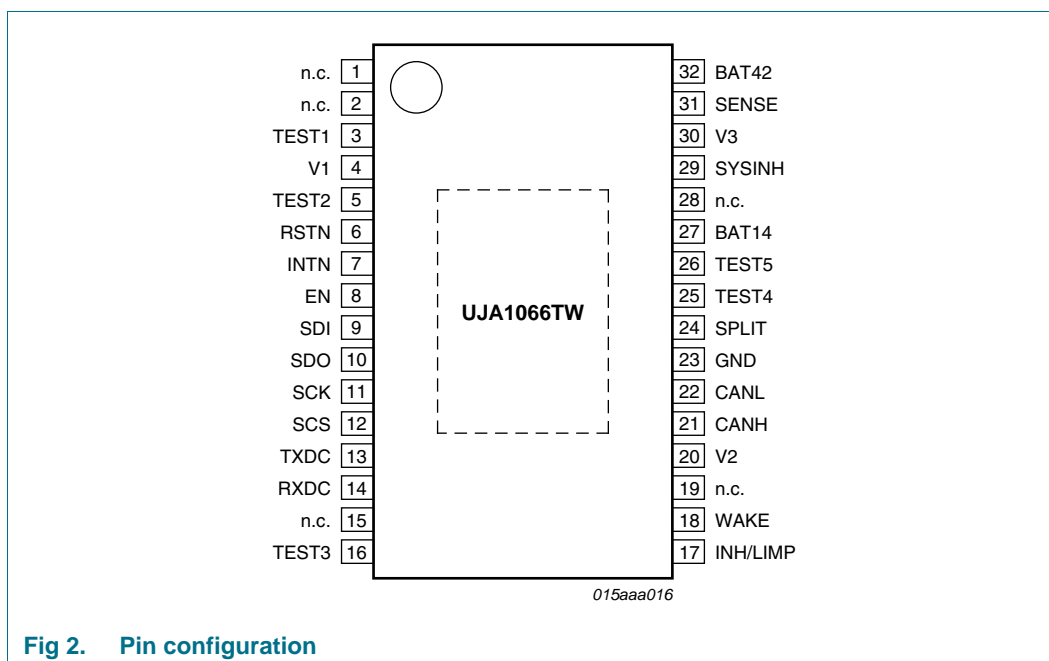 n.c. 1 32 BAT42
n.c. 2 31 SENSE
TEST1 3 30 V3
V1 4 29 SYSINH
TEST2 5 28 n.c.
RSTN 6 27 BAT14
INTN 7 26 TEST5
EN 8 25 TEST4
UJA1066TW
SDI 9 24 SPLIT
SDO 10 23 GND
SCK 11 22 CANL
SCS 12 21 CANH
TXDC 13 20 V2
RXDC 14 19 n.c.
n.c. 15 18 WAKE
TEST3 16 17 INH/LIMP
015aaa016
Fig 2. Pin configuration